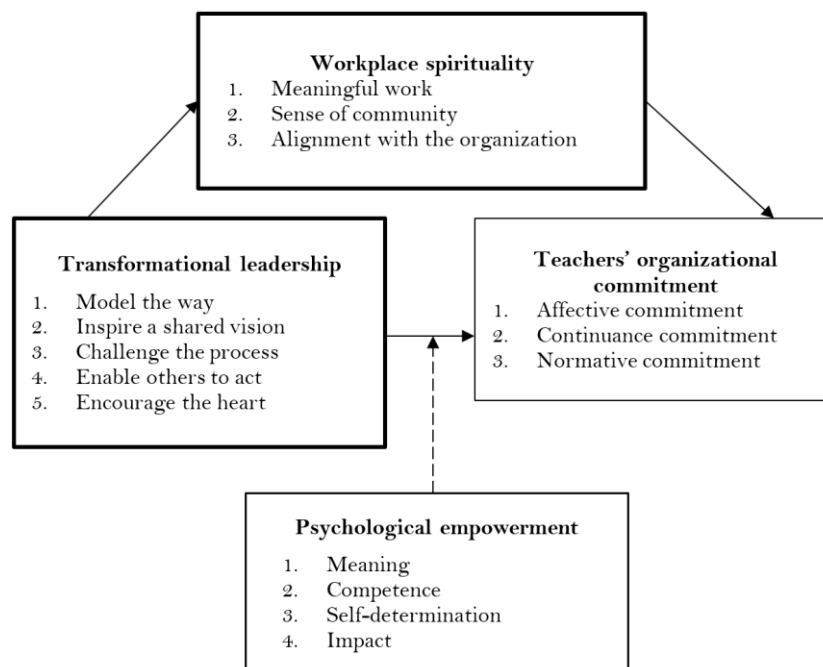 Workplace spirituality
1. Meaningful work
2. Sense of community
3. Alignment with the organization
Transformational leadership
1. Model the way
2. Inspire a shared vision
3. Challenge the process
4. Enable others to act
5. Encourage the heart
Teachers' organizational
commitment
1. Affective commitment
2. Continuance commitment
3. Normative commitment
Psychological empowerment
1. Meaning
2. Competence
3. Self-determination
4. Impact